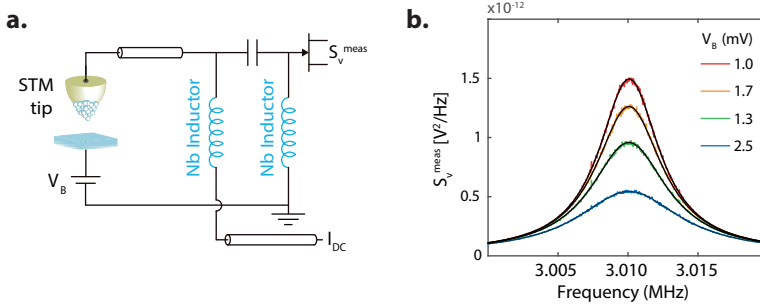 a.
STM
tip
V_B
Nb Inductor
Nb Inductor
S_v^meas
I_DC
b.
x10^-12
S_v^meas [V^2/Hz]
1.5
1
0.5
0
3.005
3.010
3.015
Frequency (MHz)
V_B (mV)
1.0
1.7
1.3
2.5